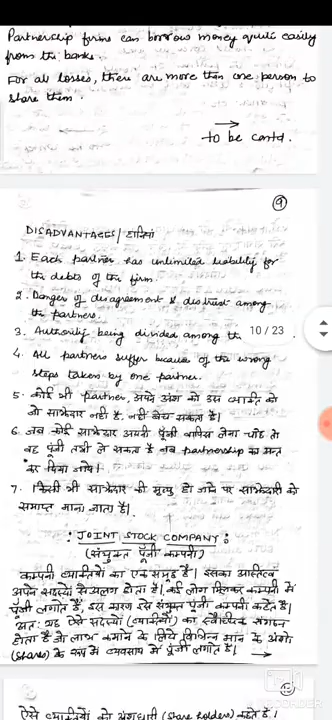 Partnership firms can borrow money quite easily
from the banks.
For all losses, there are more than one person to
share them.
to be contd.
9
DISADVANTAGES/हानियां
1. Each partner has unlimited liability for
the debts of the firm.
2. Danger of disagreement & distrust among
the partners.
3. Authority being divided among the
10 / 23
4. All partners suffer because of the wrong
steps taken by one partner.
5. कोई भी partner, अपने अंश को उस व्यक्ति को
जो साझेदार नहीं है, नहीं बेच सकता है।
6. जब कोई साझेदार अपनी पूंजी वापिस लेना चाहे तो
वह पूंजी तभी ले सकता है जब partnership का अन्त
कर दिया जाये।
7. किसी भी साझेदार की मृत्यु हो जाने पर साझेदारी को
समाप्त माना जाता है।
: JOINT STOCK COMPANY :
(संयुक्त पूंजी कम्पनी)
कम्पनी व्यक्तियों का एक समूह है। इसका अस्तित्व
अपने सदस्यों से अलग होता है। कई लोग मिलकर कम्पनी में
पूंजी लगाते हैं, इस कारण इसे संयुक्त पूंजी कम्पनी कहते हैं।
अतः यह ऐसे सदस्यों (व्यक्तियों) का स्वैच्छिक संगठन
होता है जो लाभ कमाने के लिये विभिन्न मान के अंशों
(shares) के रूप में व्यवसाय में पूंजी लगाते हैं।
ऐसे व्यक्तियों को अंशधारी (share holders) कहते हैं।
RECORDER